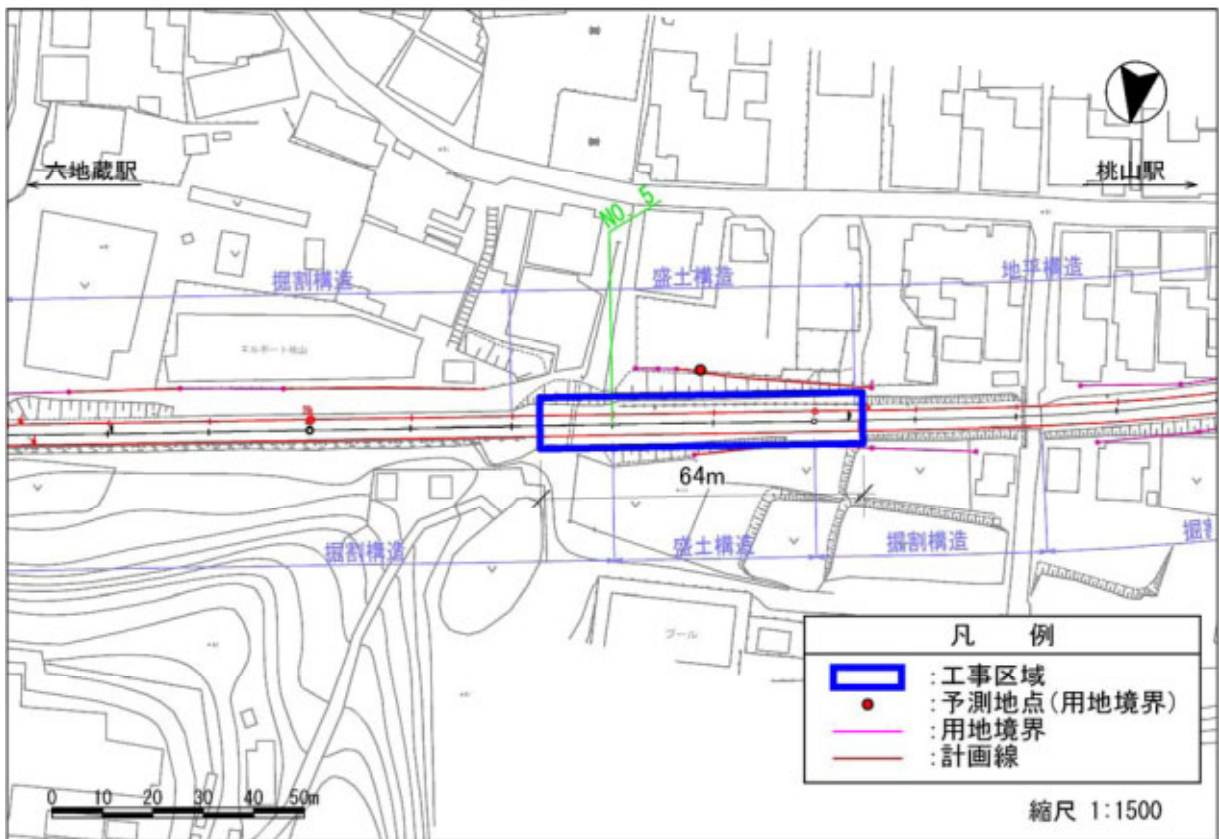 六地蔵駅
桃山駅
NO.5
掘割構造
盛土構造
地平構造
64m
掘割構造
盛土構造
掘割構造
プール
凡 例
:工事区域
:予測地点(用地境界)
:用地境界
:計画線
0 10 20 30 40 50m
縮尺 1:1500